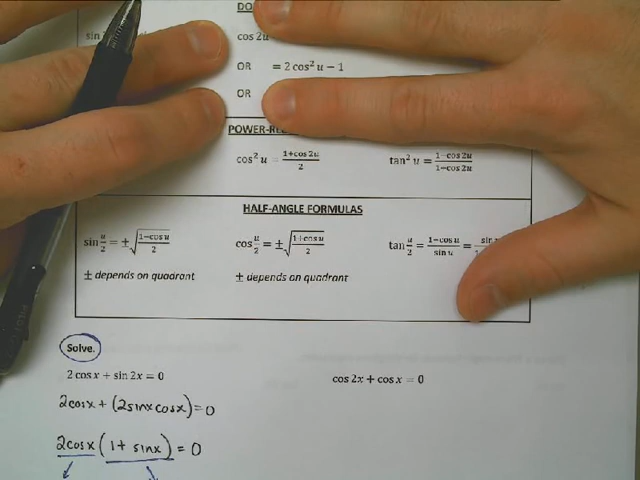 DO
sin
cos 2u
OR = 2 cos² u − 1
OR
POWER-RE
cos² u = (1+cos 2u)/2 tan² u = (1−cos 2u)/(1−cos 2u)
HALF-ANGLE FORMULAS
sin u/2 = ±√((1−cos u)/2) cos u/2 = ±√((1+cos u)/2) tan u/2 = (1−cos u)/(sin u) = sin
± depends on quadrant ± depends on quadrant
Solve.
2 cos x + sin 2x = 0 cos 2x + cos x = 0
2cosx + (2sinxcosx) = 0
2cosx (1 + sinx) = 0